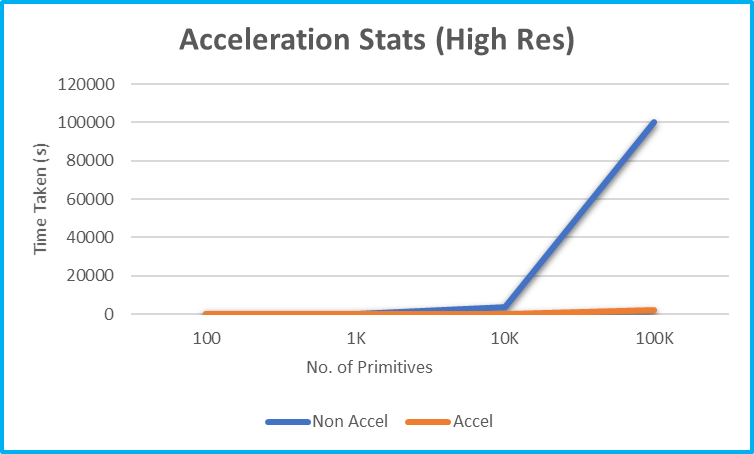 Acceleration Stats (High Res)
120000
100000
80000
60000
40000
20000
0
Time Taken (s)
100 1K 10K 100K
No. of Primitives
Non Accel Accel